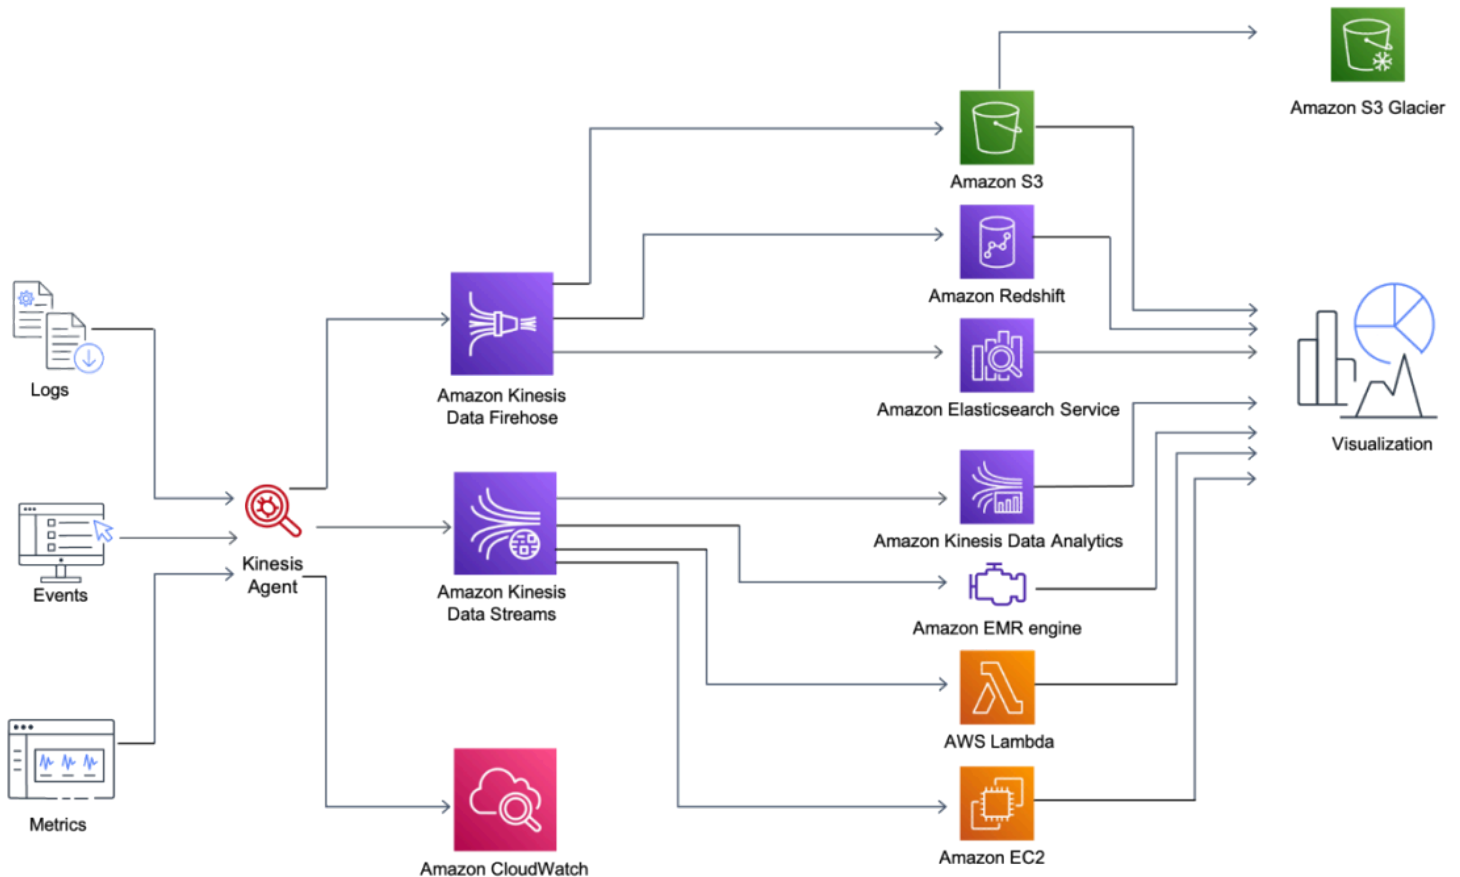 Amazon S3 Glacier
Amazon S3
Amazon Redshift
Amazon Kinesis
Data Firehose
Logs
Amazon Elasticsearch Service
Visualization
Amazon Kinesis Data Analytics
Kinesis
Agent
Events
Amazon Kinesis
Data Streams
Amazon EMR engine
AWS Lambda
Metrics
Amazon CloudWatch
Amazon EC2